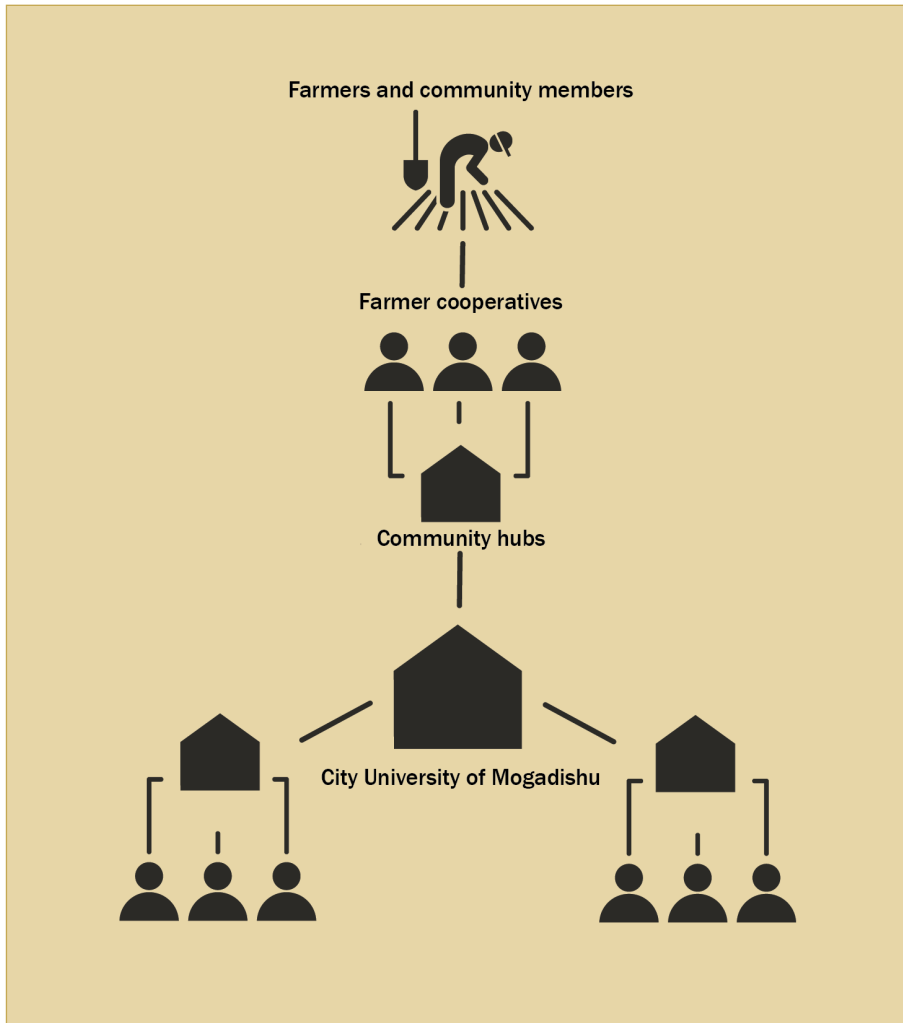 Farmers and community members
Farmer cooperatives
Community hubs
City University of Mogadishu